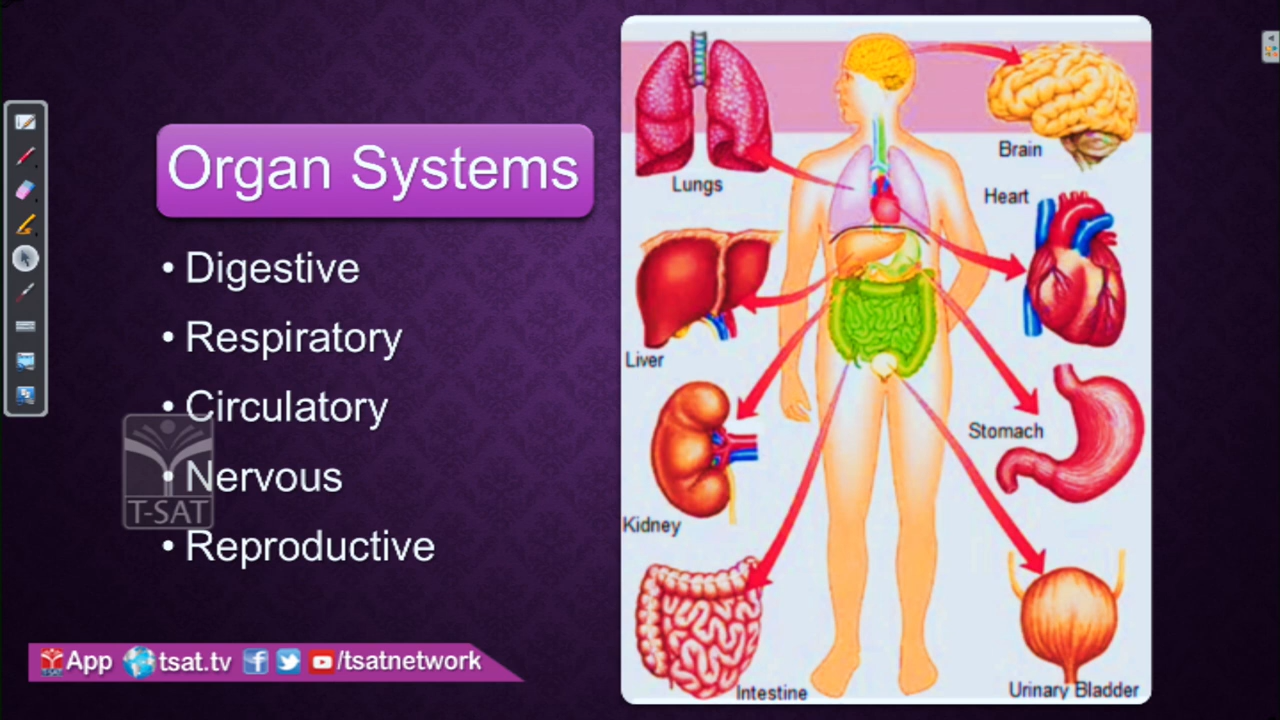 Organ Systems
• Digestive
• Respiratory
• Circulatory
• Nervous
• Reproductive
T-SAT
App tsat.tv /tsatnetwork
Lungs
Brain
Heart
Liver
Stomach
Kidney
Intestine
Urinary Bladder